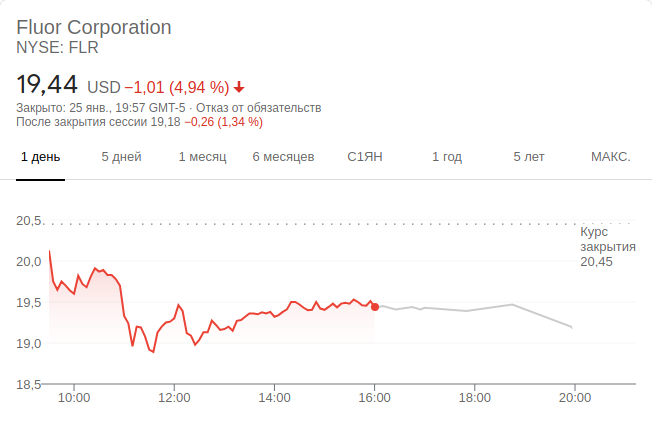 Fluor Corporation
NYSE: FLR
19,44 USD −1,01 (4,94 %)
Закрыто: 25 янв., 19:57 GMT-5 · Отказ от обязательств
После закрытия сессии 19,18 −0,26 (1,34 %)
1 день 5 дней 1 месяц 6 месяцев С1ЯН 1 год 5 лет МАКС.
20,5
Курс
закрытия
20,45
20,0
19,5
19,0
18,5
10:00 12:00 14:00 16:00 18:00 20:00